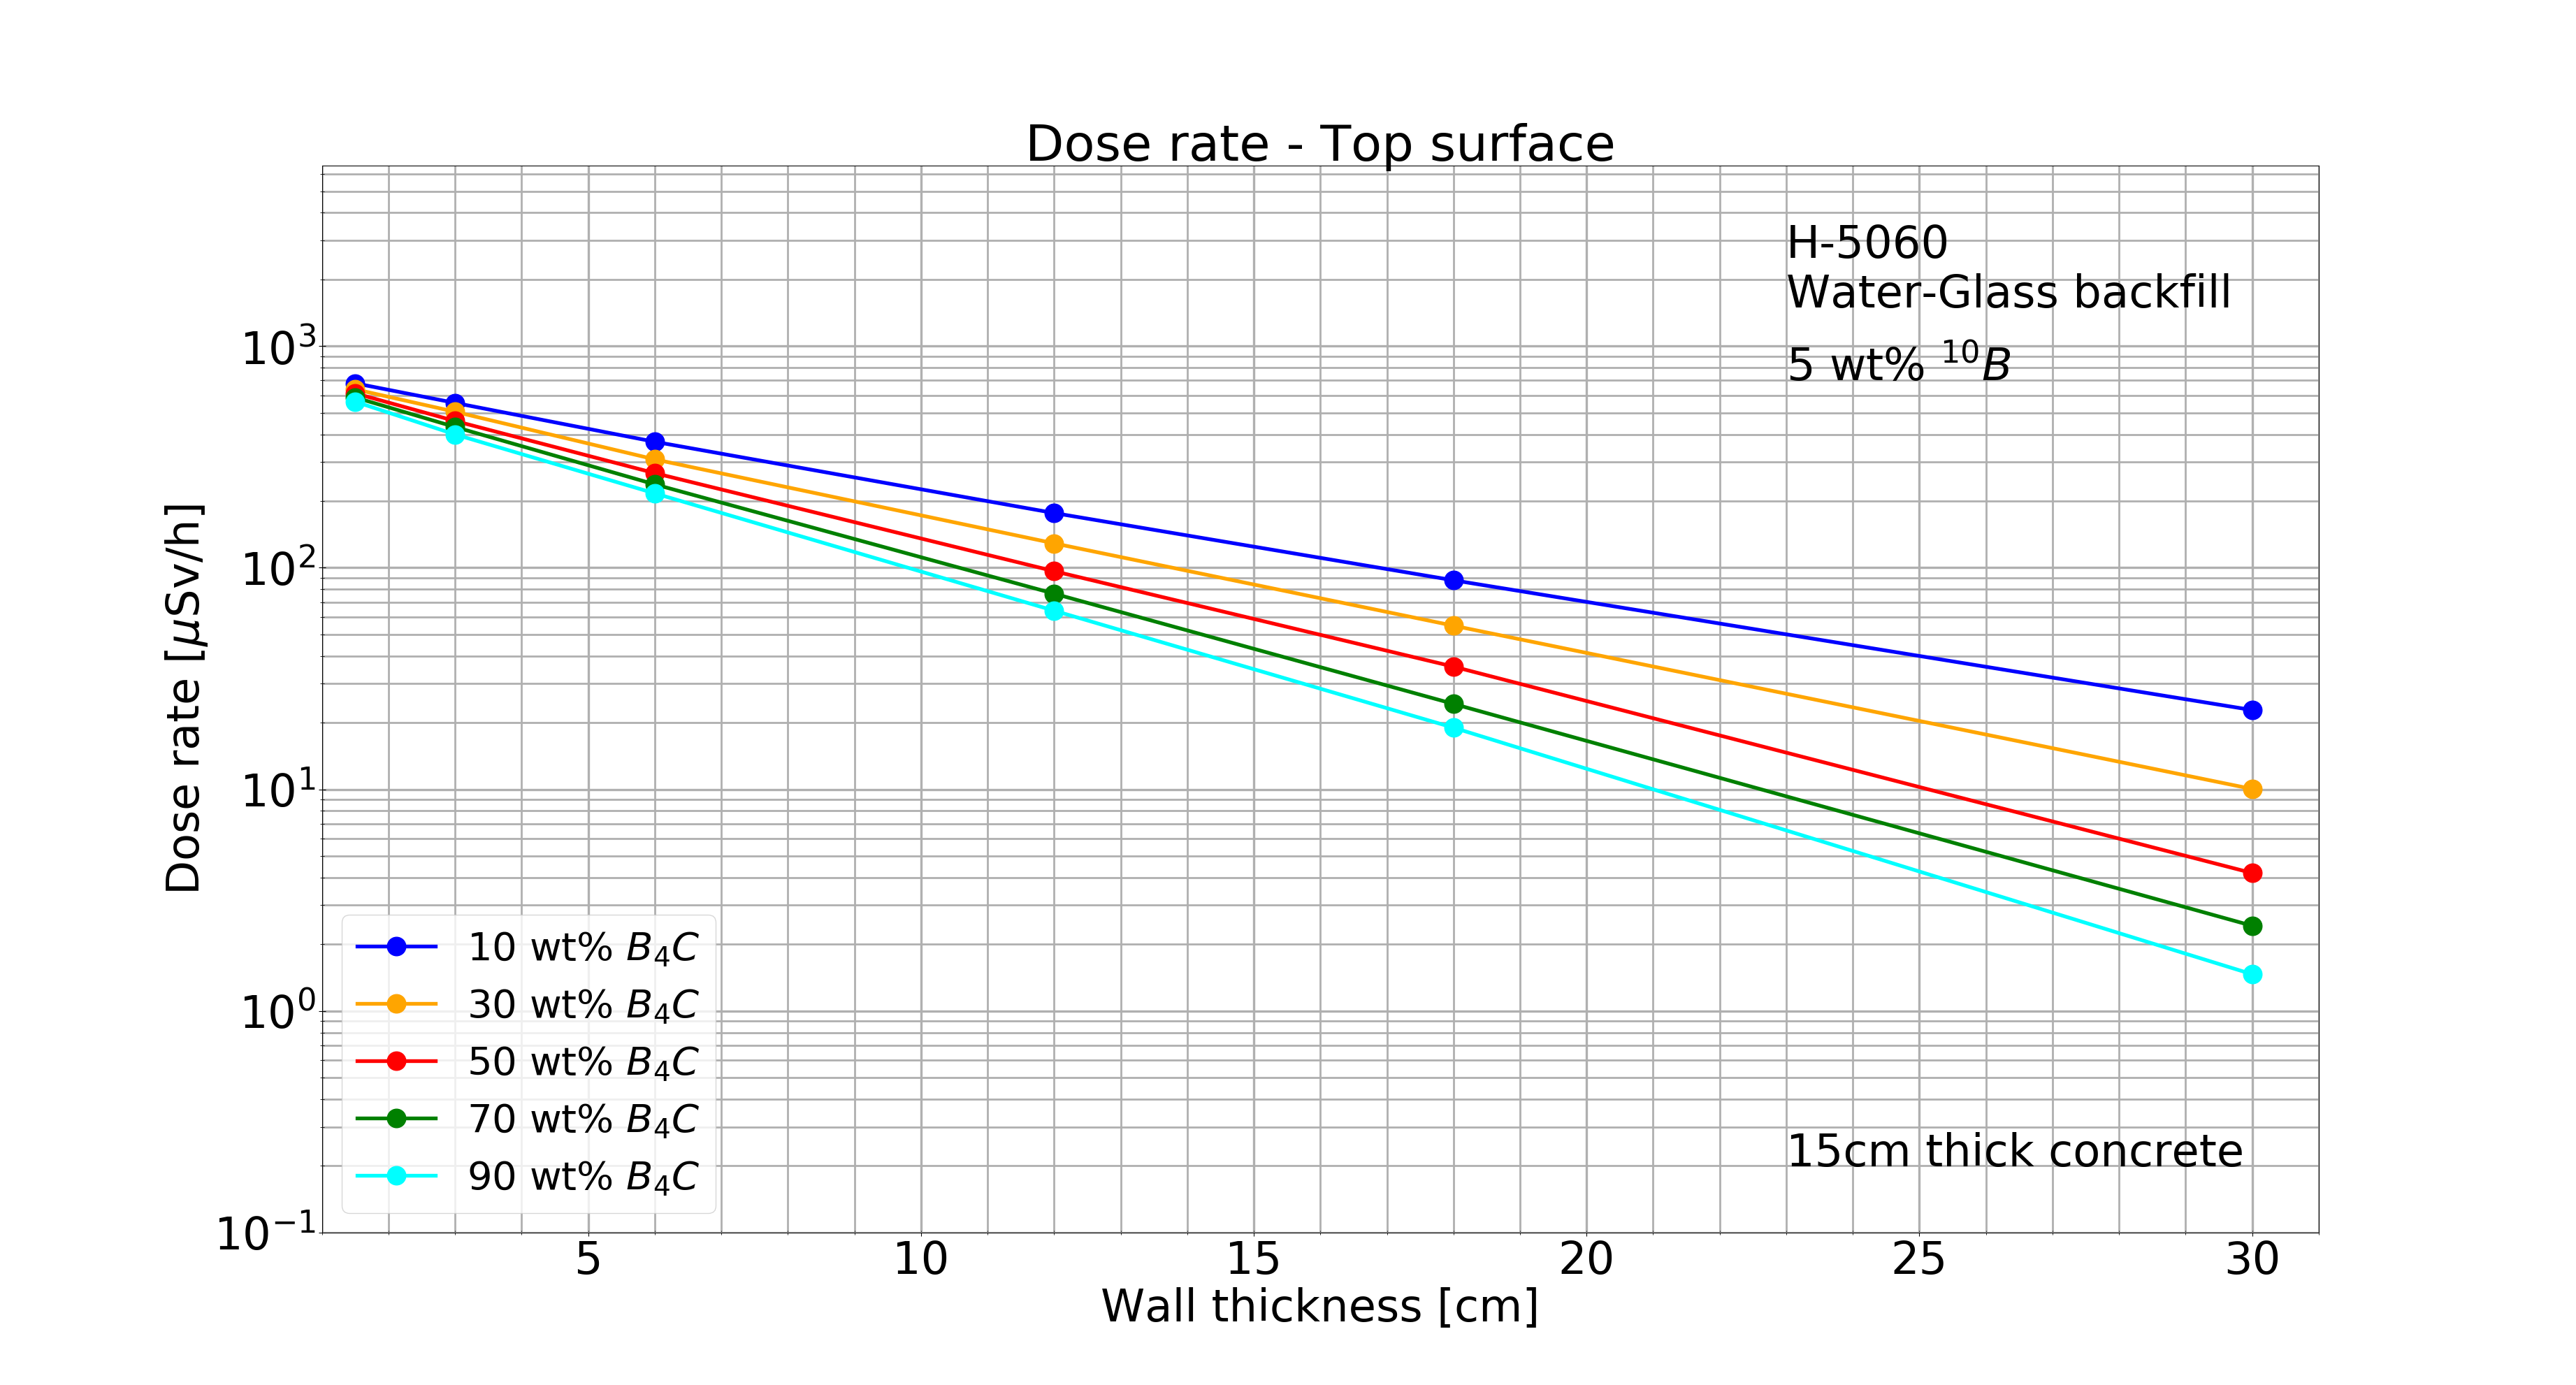 Dose rate - Top surface
H-5060
Water-Glass backfill
5 wt% ¹⁰B
10³
10²
10¹
10⁰
10⁻¹
Dose rate [μSv/h]
10 wt% B₄C
30 wt% B₄C
50 wt% B₄C
70 wt% B₄C
90 wt% B₄C
15cm thick concrete
5 10 15 20 25 30
Wall thickness [cm]